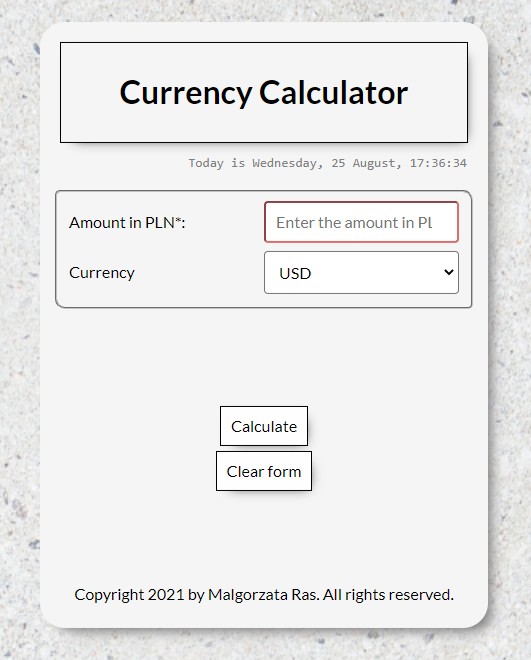 Currency Calculator
Today is Wednesday, 25 August, 17:36:34
Amount in PLN*:
Enter the amount in PL
Currency
USD
Calculate
Clear form
Copyright 2021 by Malgorzata Ras. All rights reserved.